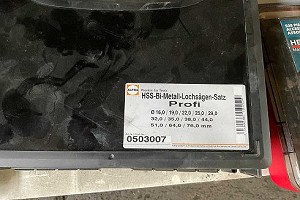 HSS-Bi-Metall-Lochsägen-Satz
Profi
Ø 16,0 / 19,0 / 22,0 / 25,0 / 29,0
32,0 / 35,0 / 38,0 / 44,0
51,0 / 64,0 / 76,0 mm
0503007